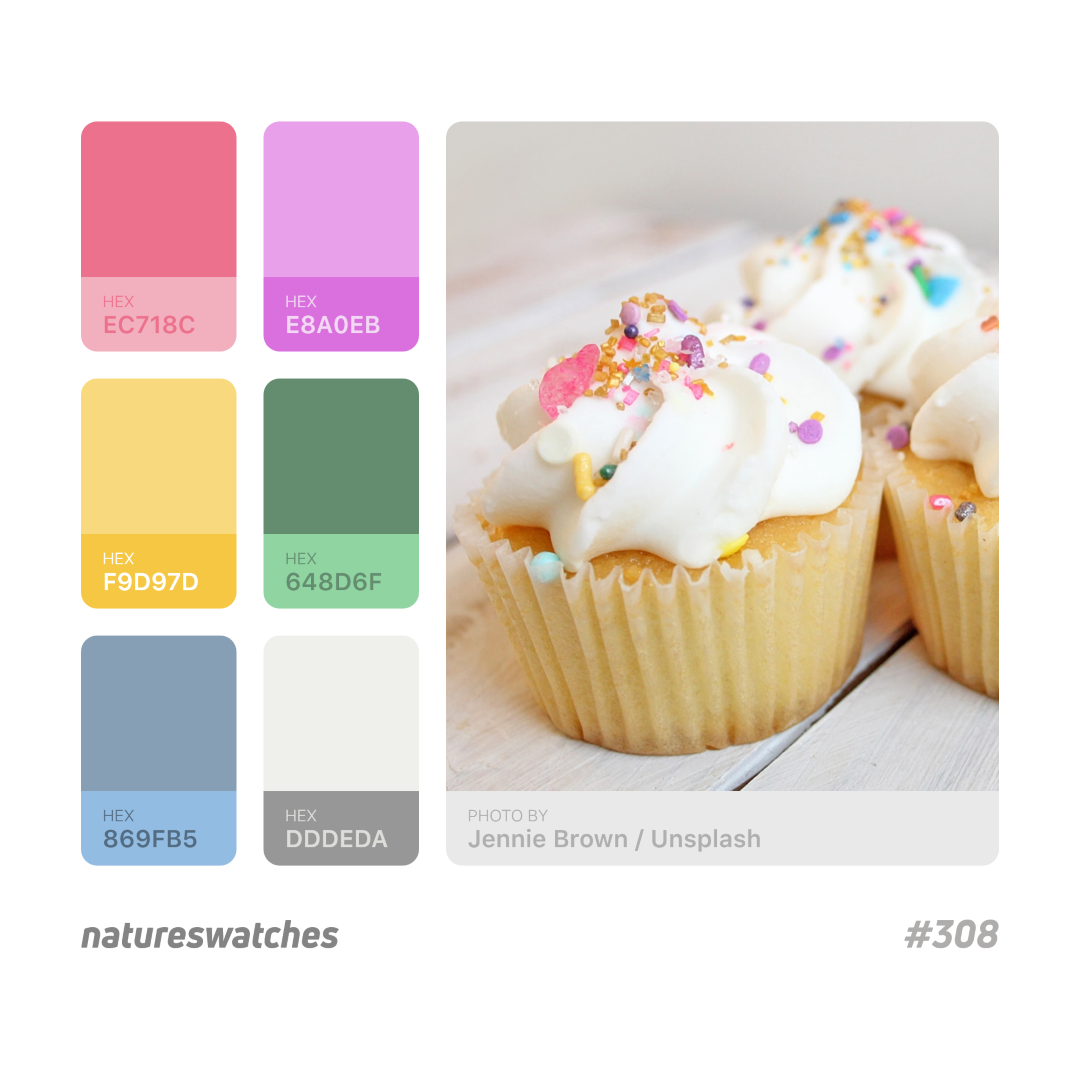 HEX
EC718C
HEX
E8A0EB
HEX
F9D97D
HEX
648D6F
HEX
869FB5
HEX
DDDEDA
PHOTO BY
Jennie Brown / Unsplash
natureswatches
#308